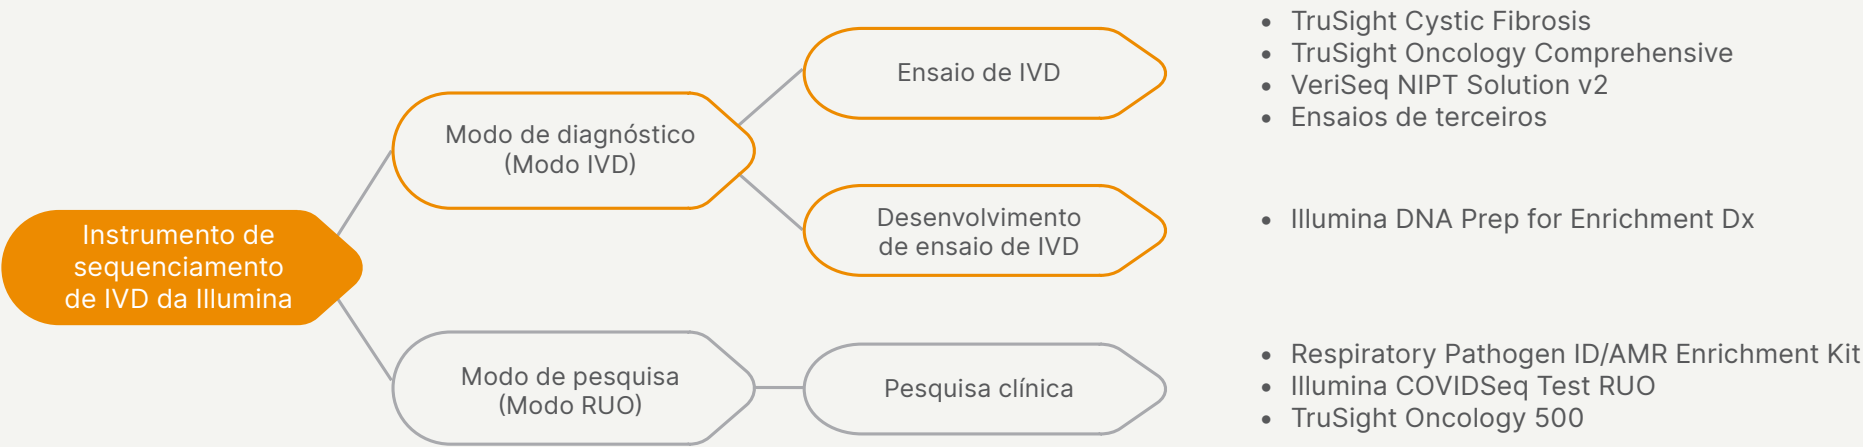 Instrumento de
sequenciamento
de IVD da Illumina
Modo de diagnóstico
(Modo IVD)
Ensaio de IVD
• TruSight Cystic Fibrosis
• TruSight Oncology Comprehensive
• VeriSeq NIPT Solution v2
• Ensaios de terceiros
Desenvolvimento
de ensaio de IVD
• Illumina DNA Prep for Enrichment Dx
Modo de pesquisa
(Modo RUO)
Pesquisa clínica
• Respiratory Pathogen ID/AMR Enrichment Kit
• Illumina COVIDSeq Test RUO
• TruSight Oncology 500